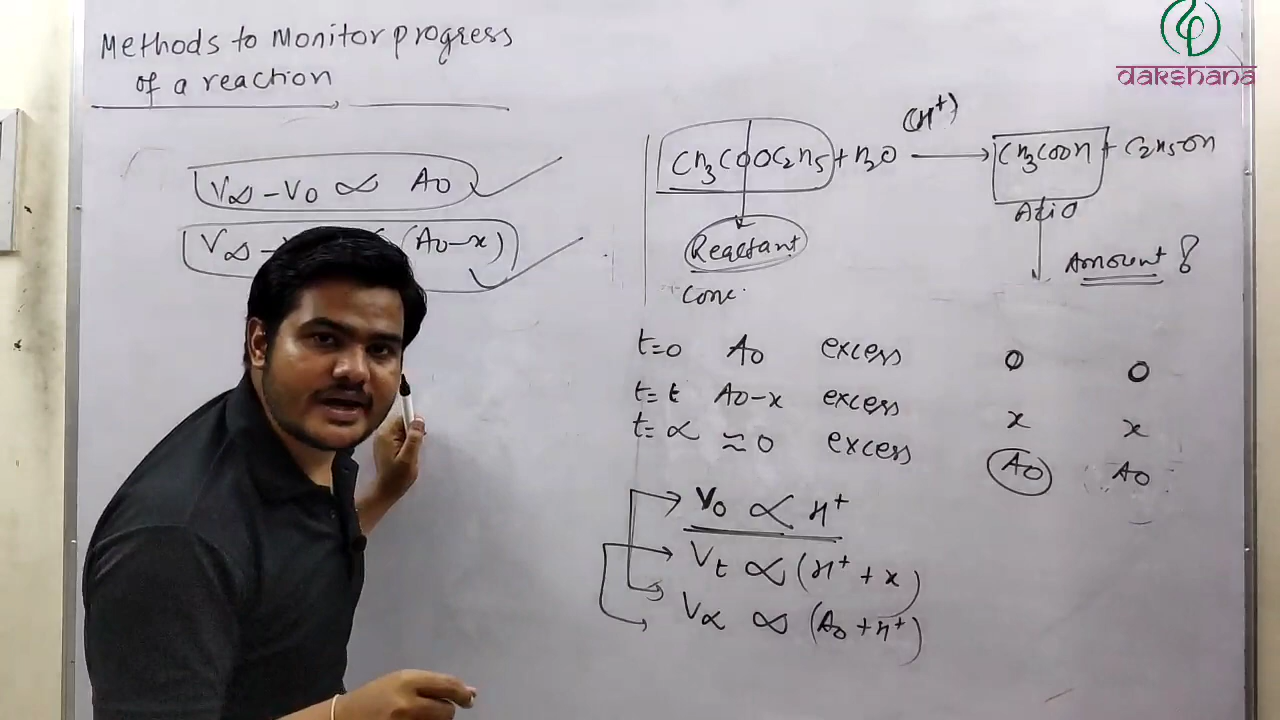 dakshana
Methods to Monitor progress
of a reaction
V∝ - V0 ∝ A0
V∝ - (A0-x)
CH3COOC2H5 + H2O (H+) → CH3COOH + C2H5OH
Reactant
Acid
Amount ?
Conc.
t=0 A0 excess 0 0
t=t A0-x excess x x
t=∝ ≈0 excess A0 A0
V0 ∝ H+
Vt ∝ (H+ + x)
V∝ ∝ (A0 + H+)